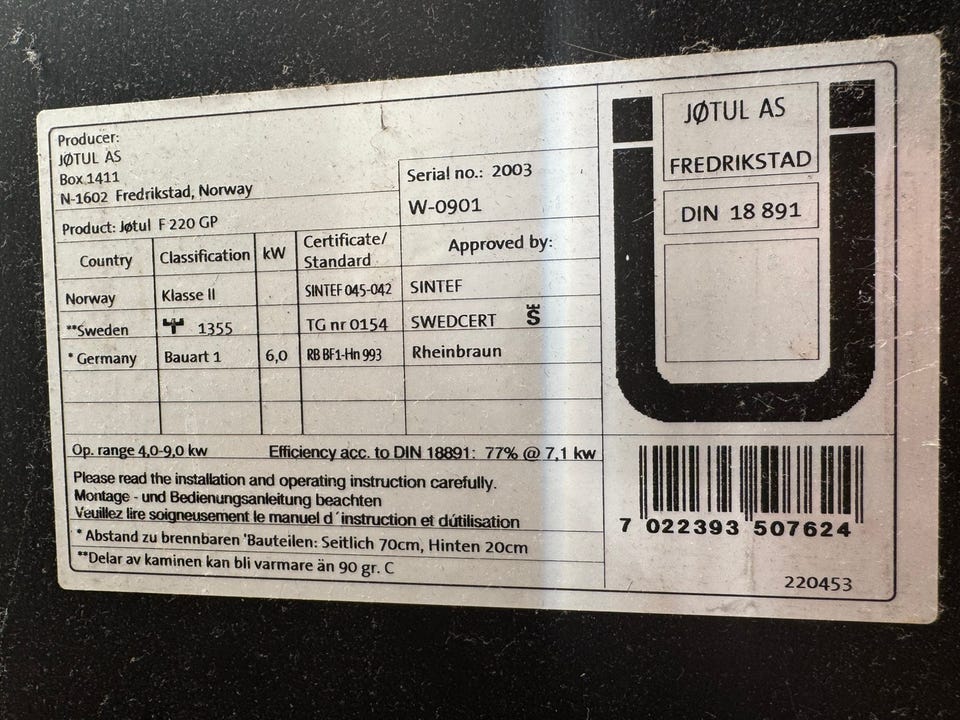 Producer:
JØTUL AS
Box 1411
N-1602 Fredrikstad, Norway
Serial no.: 2003
W-0901
Product: Jøtul F 220 GP
Country Classification kW Certificate/ Standard Approved by:
Norway Klasse II SINTEF 045-042 SINTEF
**Sweden 1355 TG nr 0154 SWEDCERT S
* Germany Bauart 1 6,0 RB BF1-Hn 993 Rheinbraun
Op. range 4,0-9,0 kw Efficiency acc. to DIN 18891: 77% @ 7,1 kw
Please read the installation and operating instruction carefully.
Montage - und Bedienungsanleitung beachten
Veuillez lire soigneusement le manuel d´instruction et dútilisation
* Abstand zu brennbaren 'Bauteilen: Seitlich 70cm, Hinten 20cm
**Delar av kaminen kan bli varmare än 90 gr. C
JØTUL AS
FREDRIKSTAD
DIN 18 891
7 022393 507624
220453